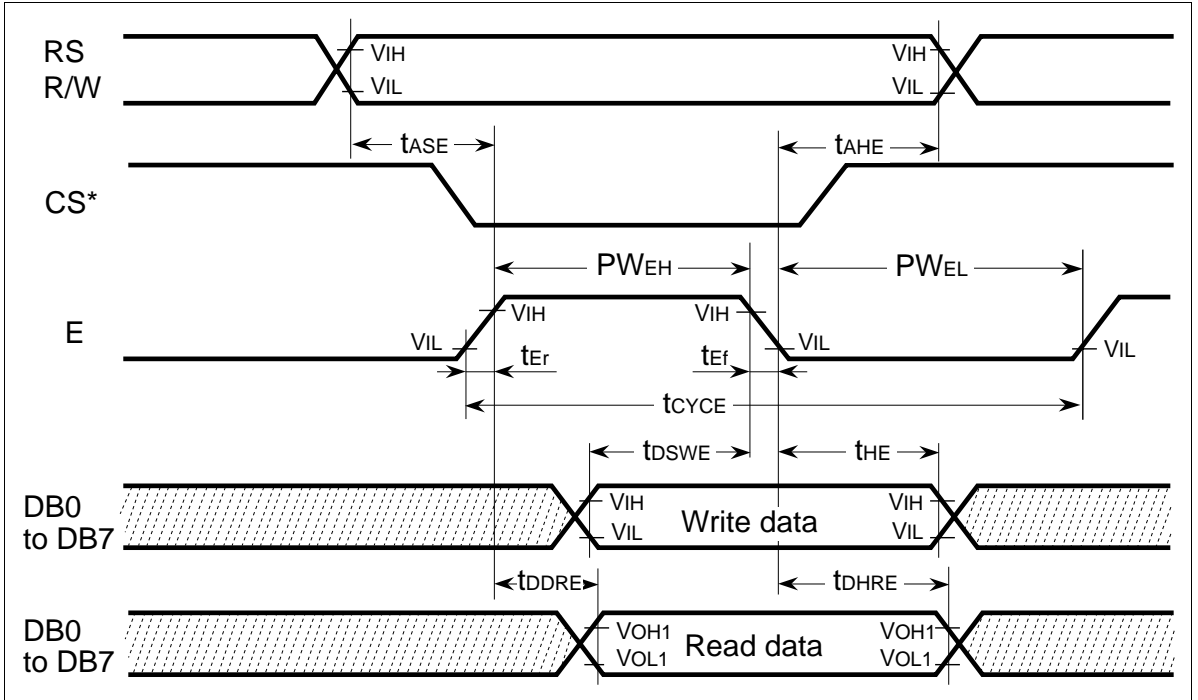 RS
R/W
VIH
VIL
VIH
VIL
tASE
tAHE
CS*
PWEH
PWEL
E
VIL
VIH
VIH
VIL
VIL
tEr
tEf
tCYCE
tDSWE
tHE
DB0
to DB7
VIH
VIL
Write data
VIH
VIL
tDDRE
tDHRE
DB0
to DB7
VOH1
VOL1
Read data
VOH1
VOL1